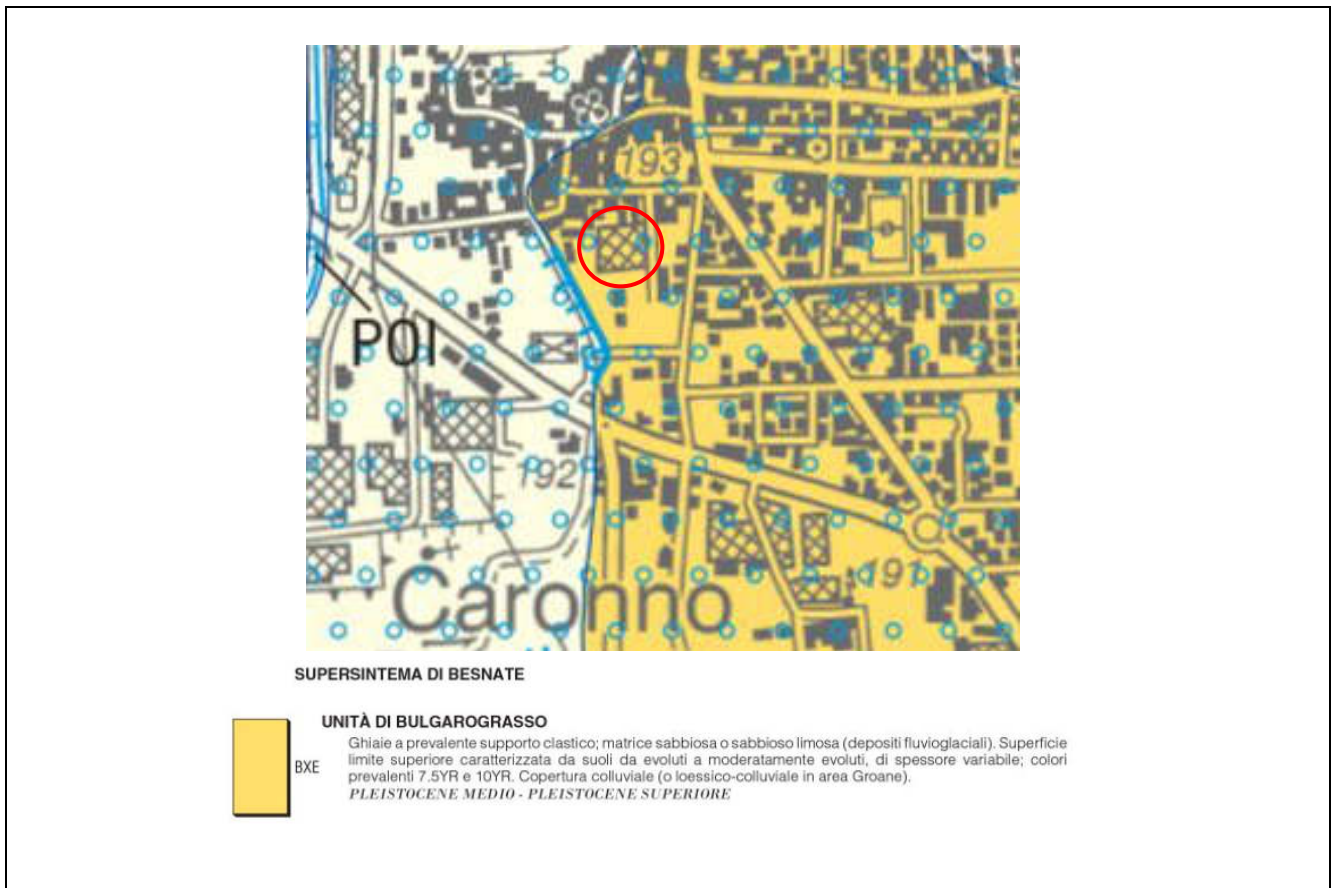 193
POI
192
191
Caronno
SUPERSINTEMA DI BESNATE
UNITÀ DI BULGAROGRASSO
Ghiaie a prevalente supporto clastico; matrice sabbiosa o sabbioso limosa (depositi fluvioglaciali). Superficie
BXE
limite superiore caratterizzata da suoli da evoluti a moderatamente evoluti, di spessore variabile; colori
prevalenti 7.5YR e 10YR. Copertura colluviale (o loessico-colluviale in area Groane).
PLEISTOCENE MEDIO - PLEISTOCENE SUPERIORE